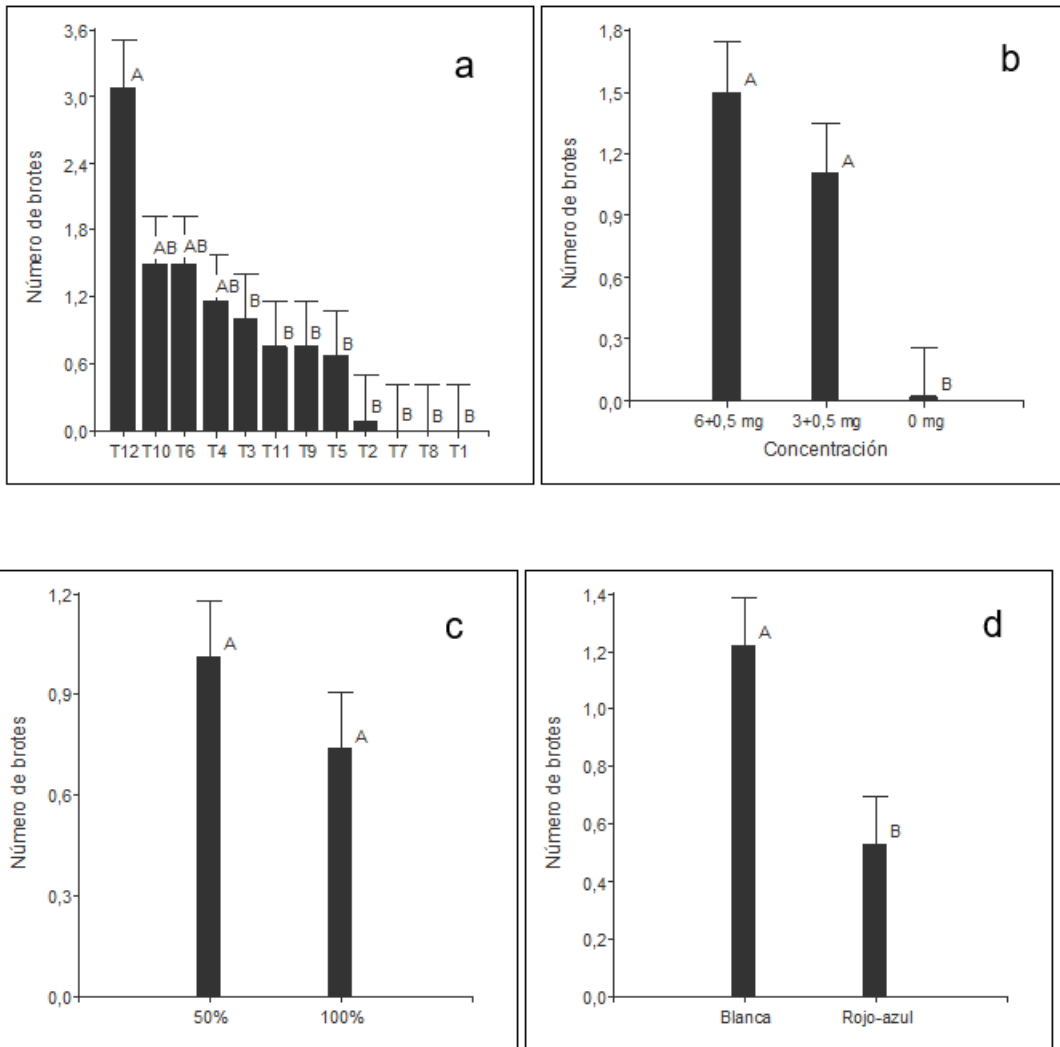 a
Número de brotes
3,6
3,0
2,4
1,8
1,2
0,6
0,0
A
AB
AB
AB
B
B
B
B
B
B
B
B
T12 T10 T6 T4 T3 T11 T9 T5 T2 T7 T8 T1
b
Número de brotes
1,8
1,5
1,2
0,9
0,6
0,3
0,0
A
A
B
6+0,5 mg 3+0,5 mg 0 mg
Concentración
c
Número de brotes
1,2
0,9
0,6
0,3
0,0
A
A
50% 100%
d
Número de brotes
1,4
1,2
1,0
0,8
0,6
0,4
0,2
0,0
A
B
Blanca Rojo-azul